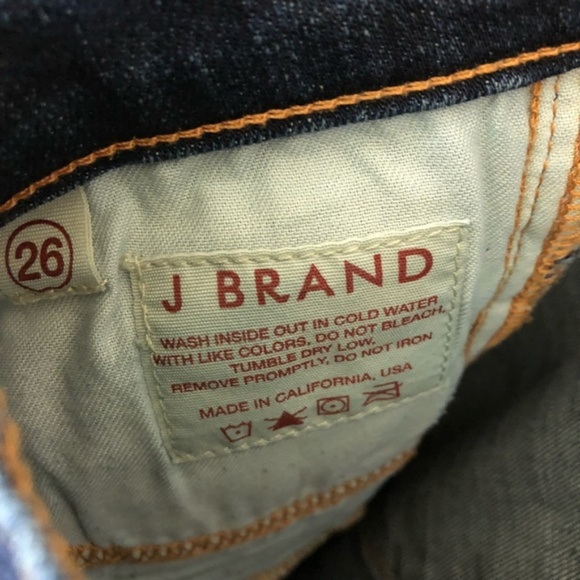 26
J BRAND
WASH INSIDE OUT IN COLD WATER
WITH LIKE COLORS, DO NOT BLEACH,
TUMBLE DRY LOW,
REMOVE PROMPTLY, DO NOT IRON
MADE IN CALIFORNIA, USA